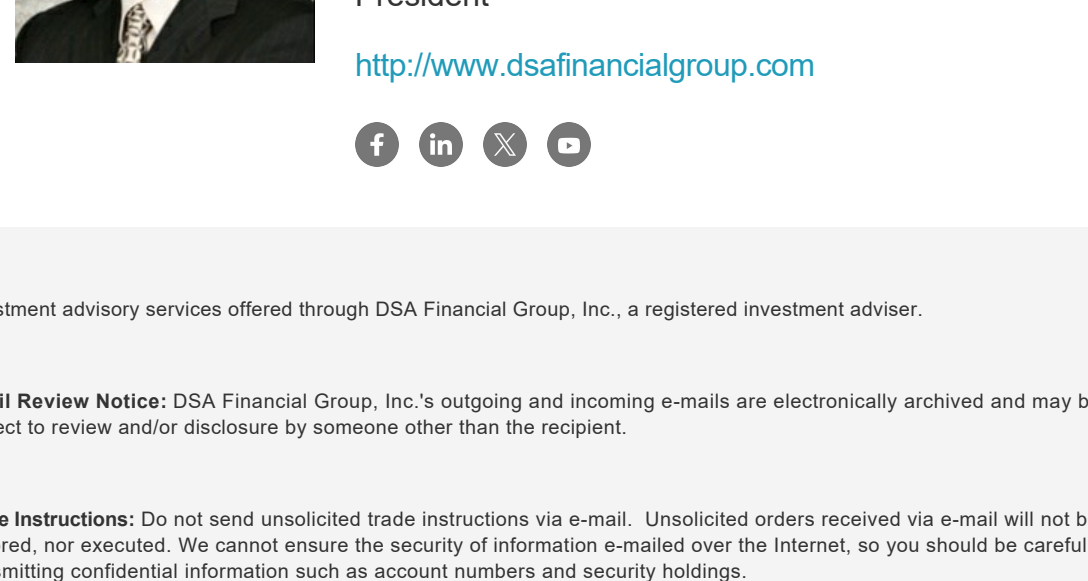 President
http://www.dsafinancialgroup.com
f in X
stment advisory services offered through DSA Financial Group, Inc., a registered investment adviser.
il Review Notice: DSA Financial Group, Inc.'s outgoing and incoming e-mails are electronically archived and may b
ect to review and/or disclosure by someone other than the recipient.
e Instructions: Do not send unsolicited trade instructions via e-mail.  Unsolicited orders received via e-mail will not b
red, nor executed. We cannot ensure the security of information e-mailed over the Internet, so you should be careful
smitting confidential information such as account numbers and security holdings.